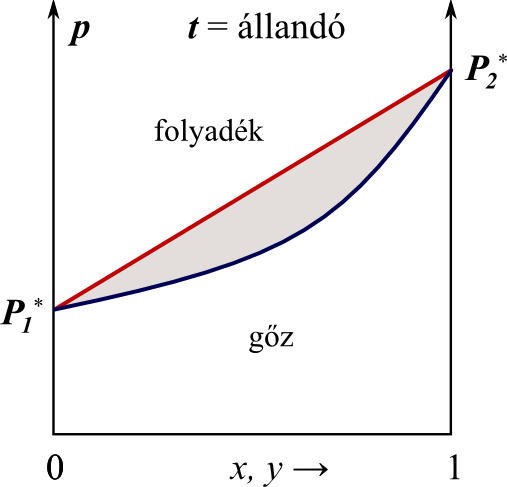 p
t = állandó
P2*
folyadék
P1*
gőz
0
x, y →
1